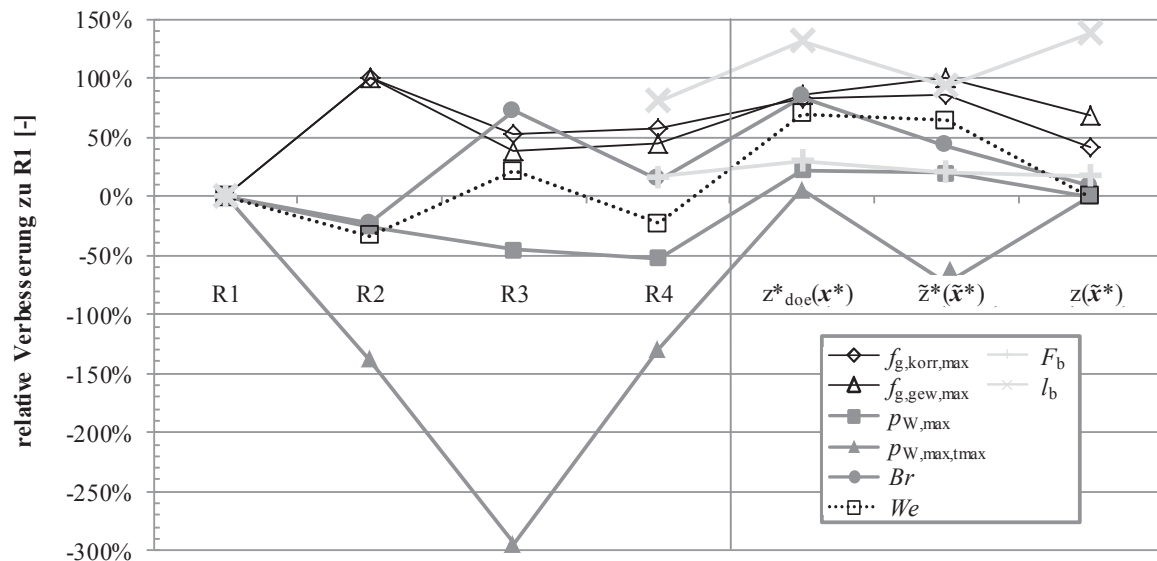 relative Verbesserung zu R1 [-]
150%
100%
50%
0%
-50%
-100%
-150%
-200%
-250%
-300%
R1 R2 R3 R4 z*doe(x*) z̃*(x̃*) z(x̃*)
fg,korr,max Fb
fg,gew,max lb
pW,max
pW,max,tmax
Br
We